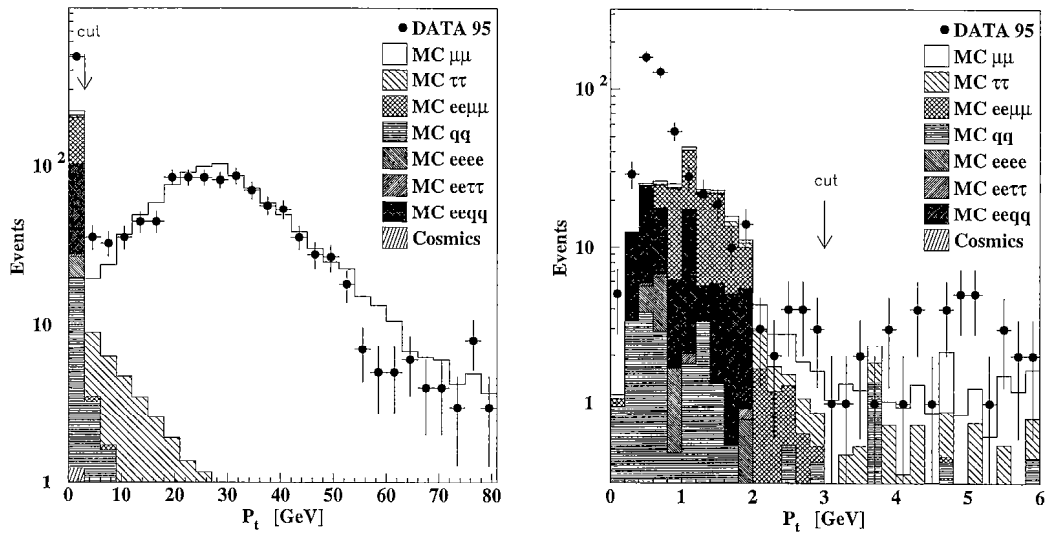 cut
DATA 95
MC μμ
MC ττ
MC eeμμ
MC qq
MC eeee
MC eeττ
MC eeqq
Cosmics
Events
10 2
10
1
0 10 20 30 40 50 60 70 80
P t [GeV]
DATA 95
MC μμ
MC ττ
MC eeμμ
MC qq
MC eeee
MC eeττ
MC eeqq
Cosmics
cut
Events
10 2
10
1
0 1 2 3 4 5 6
P t [GeV]